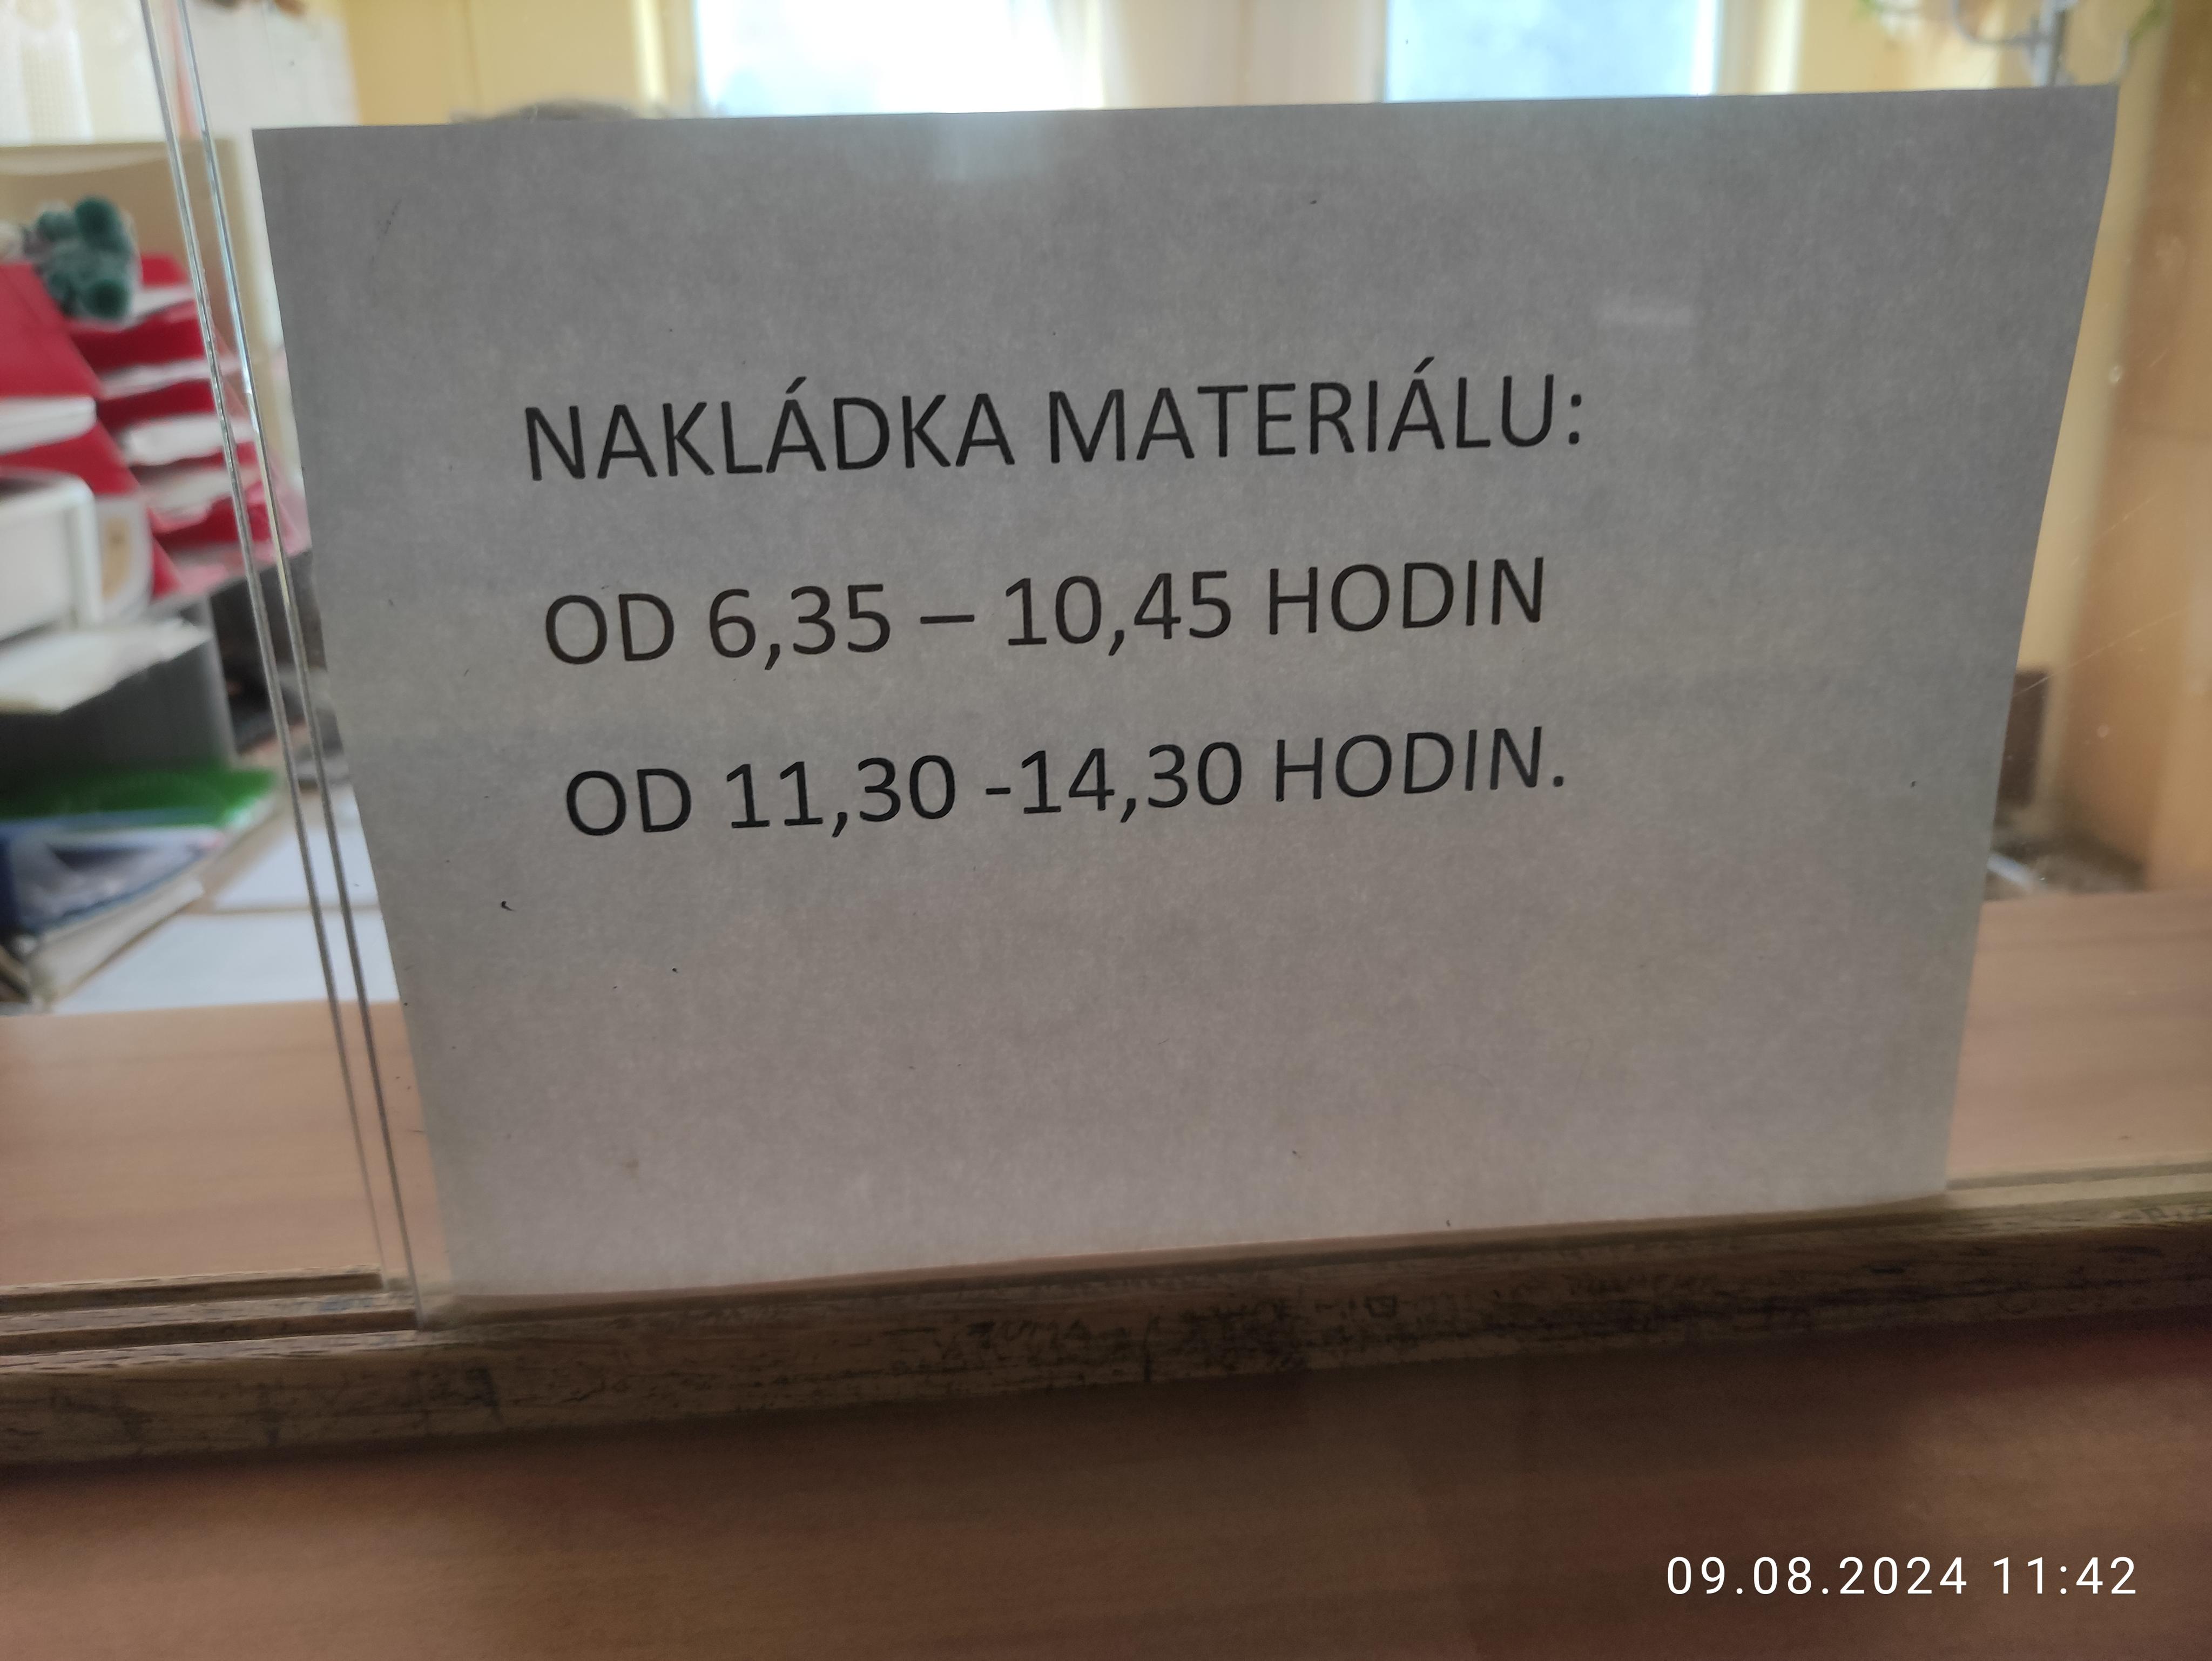 NAKLÁDKA MATERIÁLU:
OD 6,35 – 10,45 HODIN
OD 11,30 -14,30 HODIN.
09.08.2024 11:42